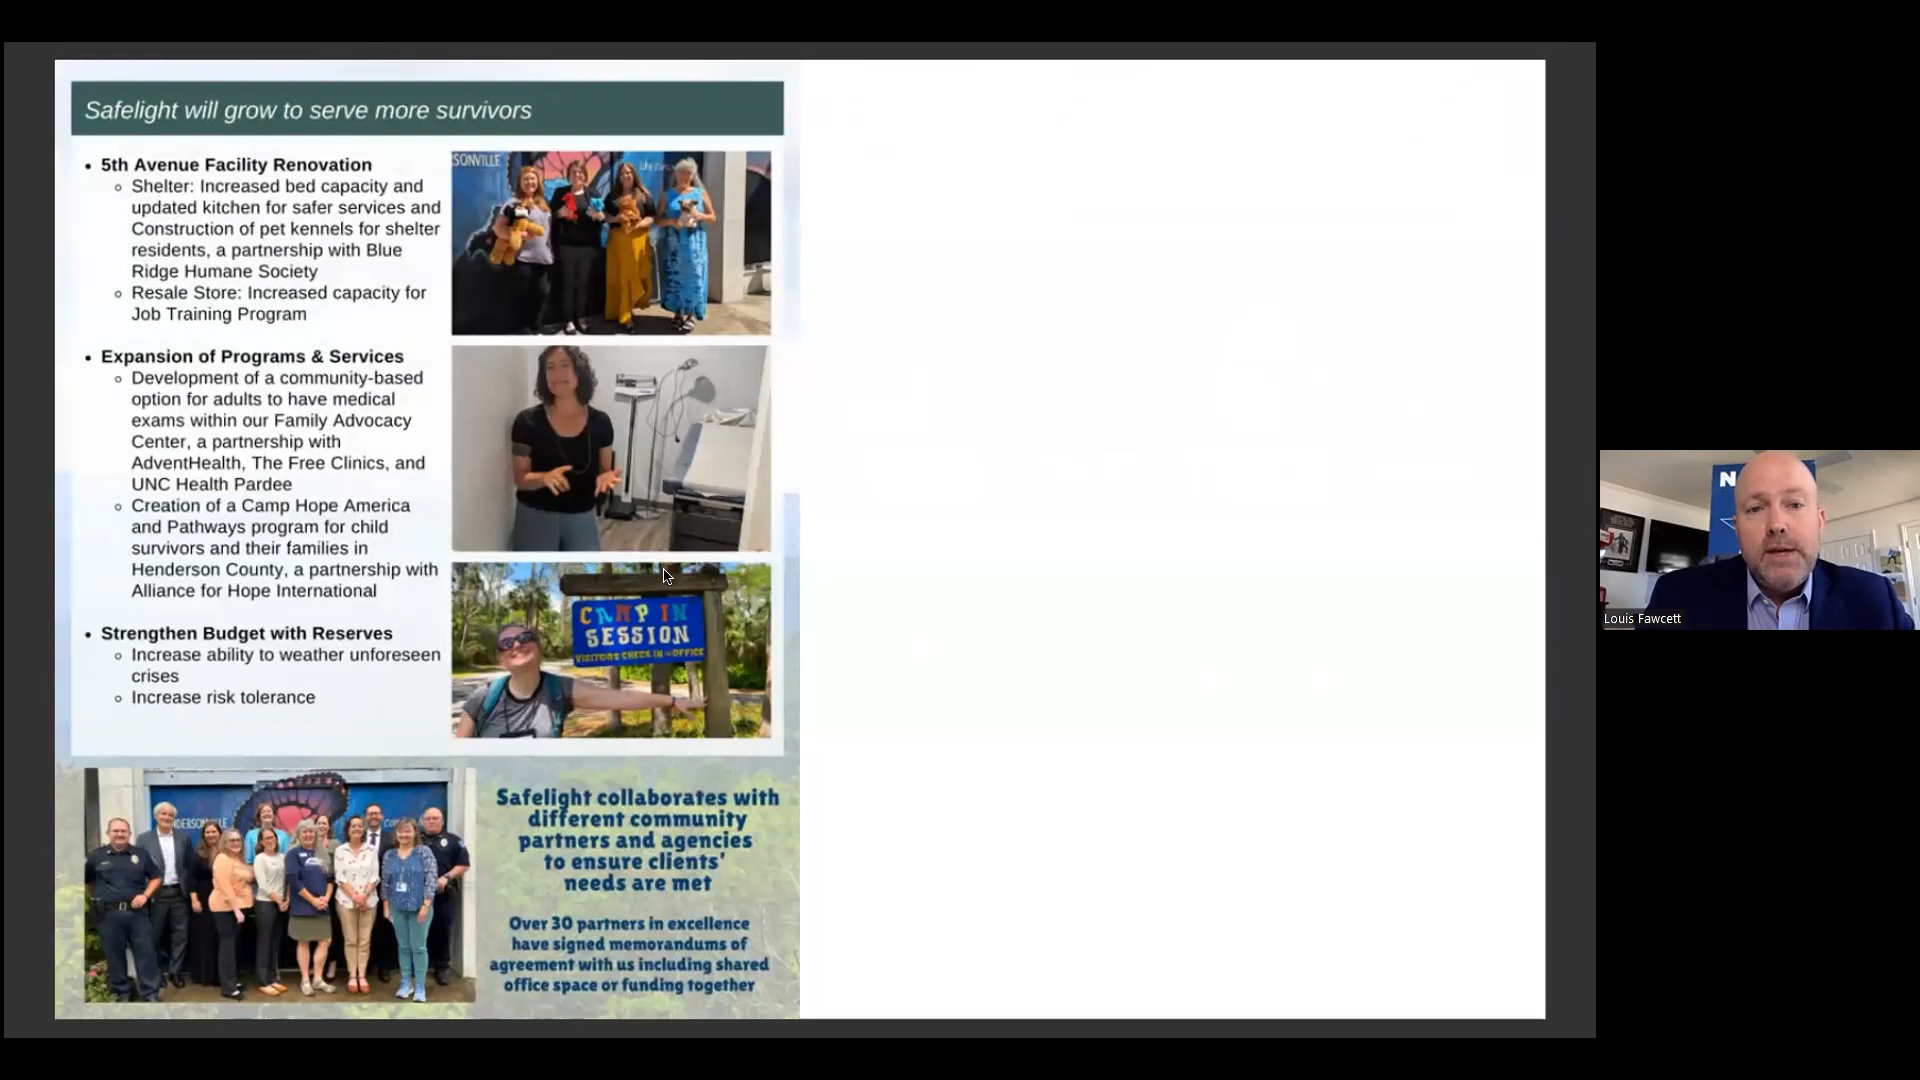 Safelight will grow to serve more survivors
• 5th Avenue Facility Renovation
○ Shelter: Increased bed capacity and
updated kitchen for safer services and
Construction of pet kennels for shelter
residents, a partnership with Blue
Ridge Humane Society
○ Resale Store: Increased capacity for
Job Training Program
• Expansion of Programs & Services
○ Development of a community-based
option for adults to have medical
exams within our Family Advocacy
Center, a partnership with
AdventHealth, The Free Clinics, and
UNC Health Pardee
○ Creation of a Camp Hope America
and Pathways program for child
survivors and their families in
Henderson County, a partnership with
Alliance for Hope International
• Strengthen Budget with Reserves
○ Increase ability to weather unforeseen
crises
○ Increase risk tolerance
SONVILLE
CAMP IN
SESSION
VISITORS CHECK IN - OFFICE
NDERSONVILLE
Safelight collaborates with
different community
partners and agencies
to ensure clients'
needs are met
Over 30 partners in excellence
have signed memorandums of
agreement with us including shared
office space or funding together
N
Louis Fawcett